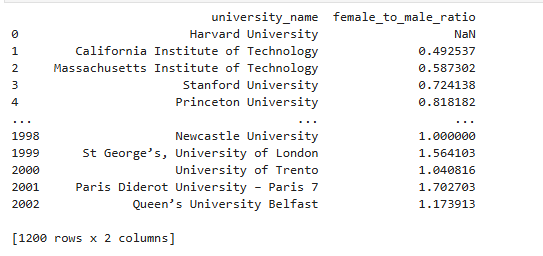 university_name female_to_male_ratio
0 Harvard University NaN
1 California Institute of Technology 0.492537
2 Massachusetts Institute of Technology 0.587302
3 Stanford University 0.724138
4 Princeton University 0.818182
... ... ...
1998 Newcastle University 1.000000
1999 St George’s, University of London 1.564103
2000 University of Trento 1.040816
2001 Paris Diderot University – Paris 7 1.702703
2002 Queen’s University Belfast 1.173913
[1200 rows x 2 columns]